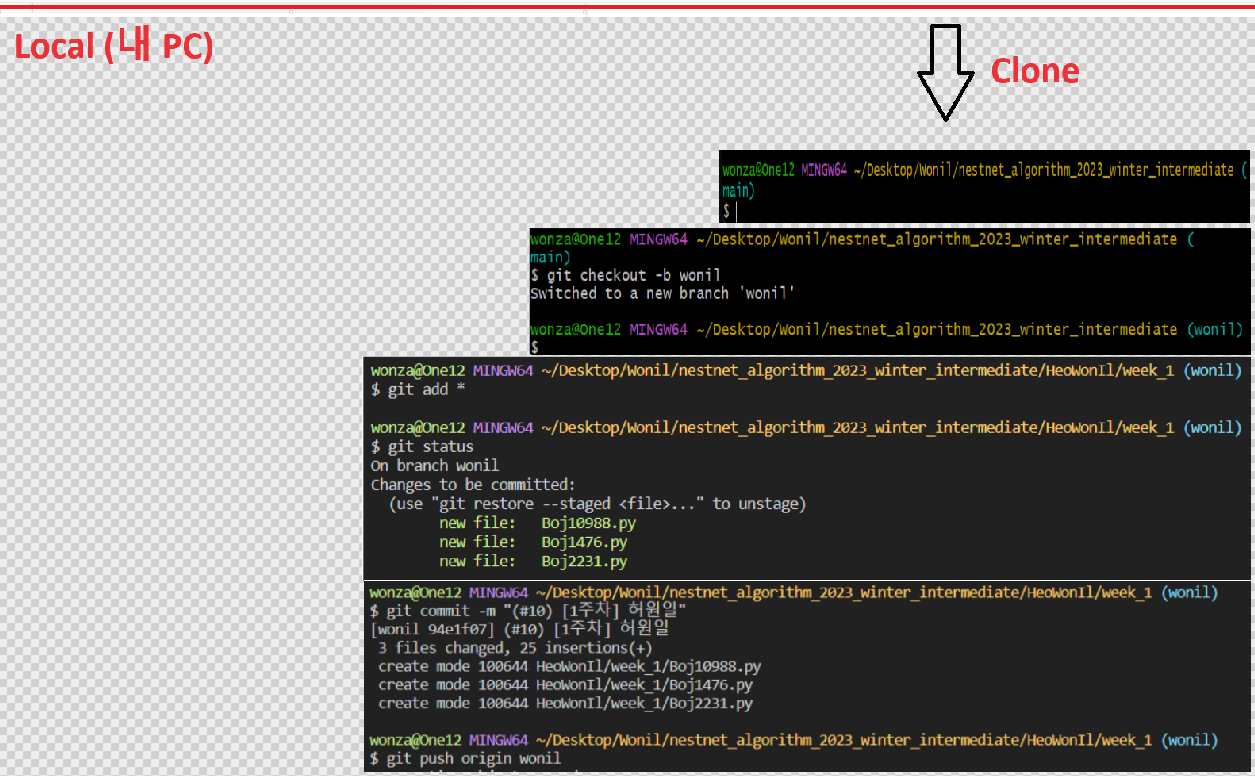 Local (내 PC)
Clone
wonza@One12 MINGW64 ~/Desktop/Wonil/nestnet_algorithm_2023_winter_intermediate (
main)
$
wonza@One12 MINGW64 ~/Desktop/Wonil/nestnet_algorithm_2023_winter_intermediate (
main)
$ git checkout -b wonil
Switched to a new branch 'wonil'
wonza@One12 MINGW64 ~/Desktop/Wonil/nestnet_algorithm_2023_winter_intermediate (wonil)
$
wonza@One12 MINGW64 ~/Desktop/Wonil/nestnet_algorithm_2023_winter_intermediate/HeoWonIl/week_1 (wonil)
$ git add *
wonza@One12 MINGW64 ~/Desktop/Wonil/nestnet_algorithm_2023_winter_intermediate/HeoWonIl/week_1 (wonil)
$ git status
On branch wonil
Changes to be committed:
(use "git restore --staged <file>..." to unstage)
new file: Boj10988.py
new file: Boj1476.py
new file: Boj2231.py
wonza@One12 MINGW64 ~/Desktop/Wonil/nestnet_algorithm_2023_winter_intermediate/HeoWonIl/week_1 (wonil)
$ git commit -m "(#10) [1주차] 허원일"
[wonil 94e1f07] (#10) [1주차] 허원일
3 files changed, 25 insertions(+)
create mode 100644 HeoWonIl/week_1/Boj10988.py
create mode 100644 HeoWonIl/week_1/Boj1476.py
create mode 100644 HeoWonIl/week_1/Boj2231.py
wonza@One12 MINGW64 ~/Desktop/Wonil/nestnet_algorithm_2023_winter_intermediate/HeoWonIl/week_1 (wonil)
$ git push origin wonil